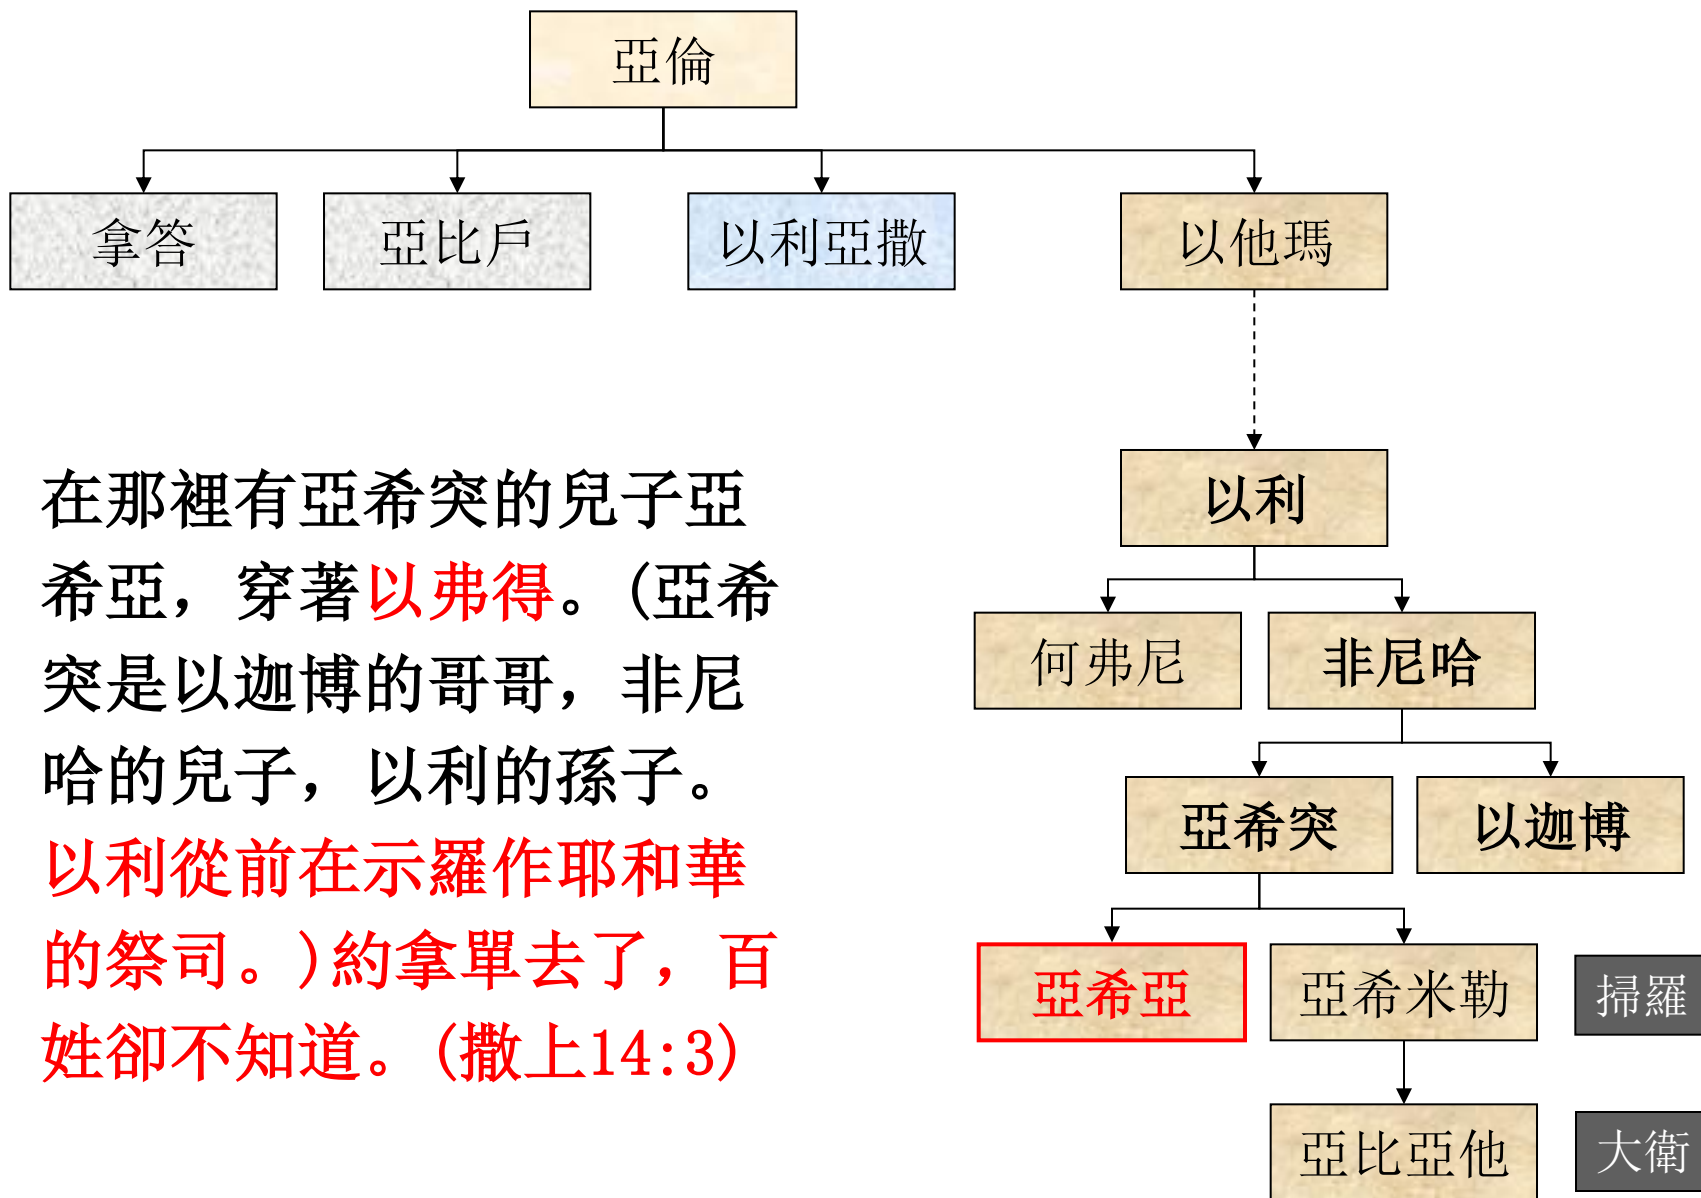 亞倫
拿答
亞比戶
以利亞撒
以他瑪
以利
何弗尼
非尼哈
亞希突
以迦博
亞希亞
亞希米勒
掃羅
亞比亞他
大衛
在那裡有亞希突的兒子亞
希亞，穿著以弗得。(亞希
突是以迦博的哥哥，非尼
哈的兒子，以利的孫子。
以利從前在示羅作耶和華
的祭司。)約拿單去了，百
姓卻不知道。(撒上14:3)